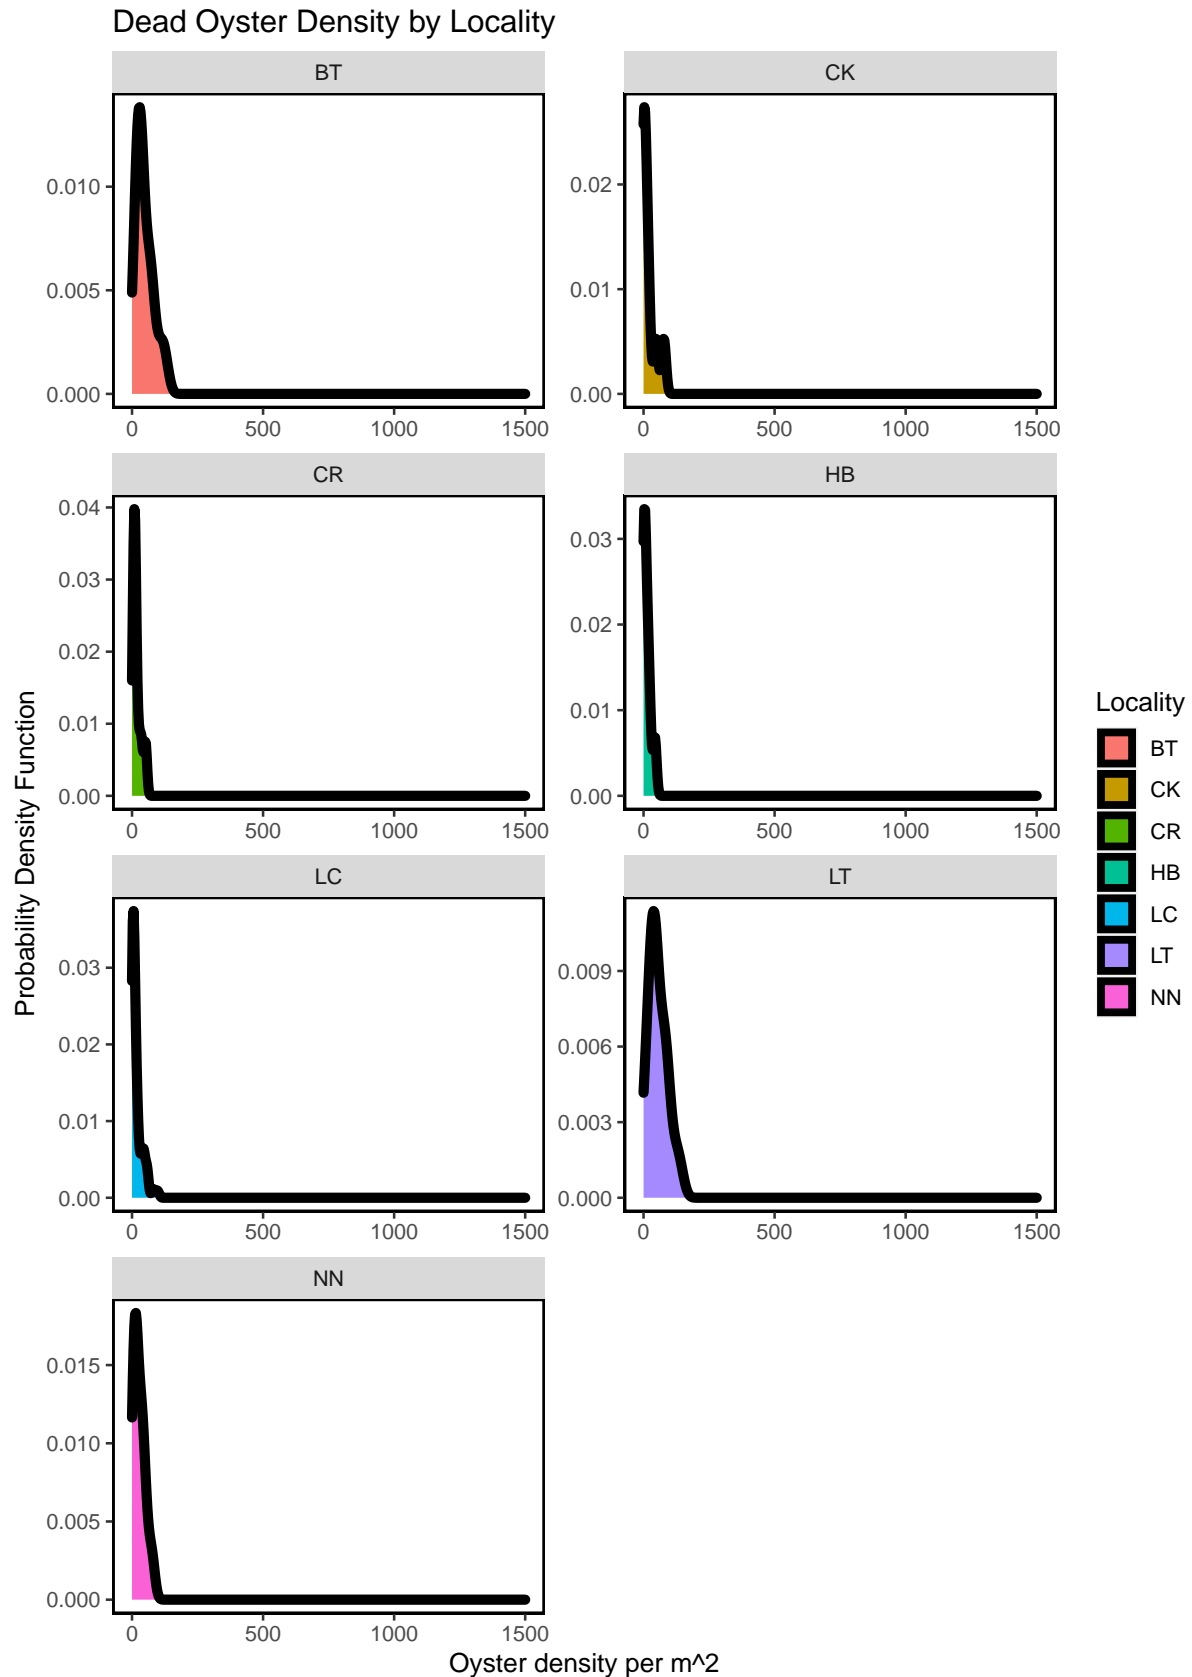 Dead Oyster Density by Locality
BT
CK
0.010
0.005
0.000
0.02
0.01
0.00
0 500 1000 1500
0 500 1000 1500
CR
HB
0.04
0.03
0.02
0.01
0.00
0.03
0.02
0.01
0.00
0 500 1000 1500
0 500 1000 1500
LC
LT
0.03
0.02
0.01
0.00
0.009
0.006
0.003
0.000
0 500 1000 1500
0 500 1000 1500
NN
0.015
0.010
0.005
0.000
0 500 1000 1500
Oyster density per m^2
Probability Density Function
Locality
BT
CK
CR
HB
LC
LT
NN